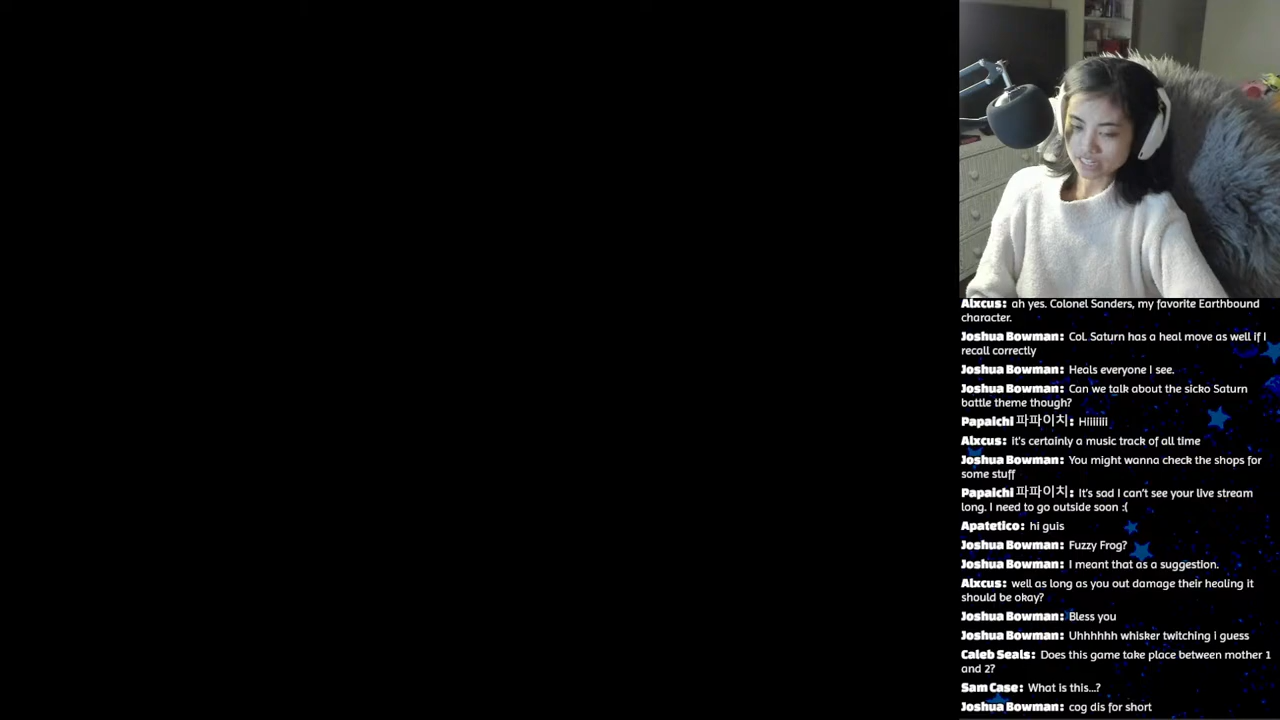 Alxcus: ah yes. Colonel Sanders, my favorite Earthbound
character.
Joshua Bowman: Col. Saturn has a heal move as well if I
recall correctly
Joshua Bowman: Heals everyone I see.
Joshua Bowman: Can we talk about the sicko Saturn
battle theme though?
Papaichi 파파이치: Hiiiiiii
Alxcus: it's certainly a music track of all time
Joshua Bowman: You might wanna check the shops for
some stuff
Papaichi 파파이치: It's sad I can't see your live stream
long. I need to go outside soon :(
Apatetico: hi guis
Joshua Bowman: Fuzzy Frog?
Joshua Bowman: I meant that as a suggestion.
Alxcus: well as long as you out damage their healing it
should be okay?
Joshua Bowman: Bless you
Joshua Bowman: Uhhhhhh whisker twitching i guess
Caleb Seals: Does this game take place between mother 1
and 2?
Sam Case: What is this...?
Joshua Bowman: cog dis for short